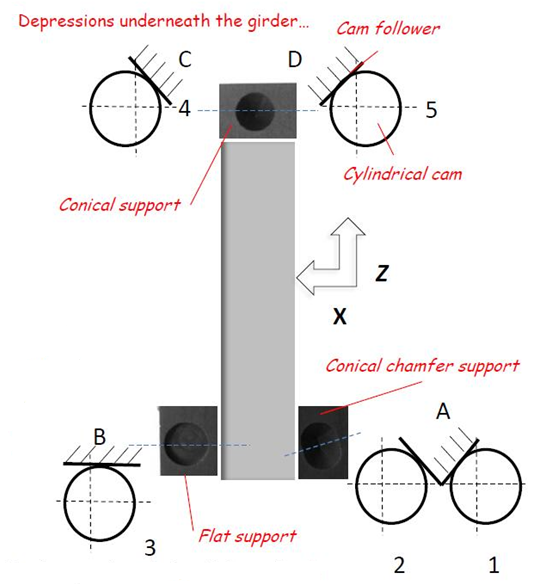 Depressions underneath the girder…
Cam follower
C
D
4
5
Cylindrical cam
Conical support
Z
X
Conical chamfer support
A
B
Flat support
3
2
1